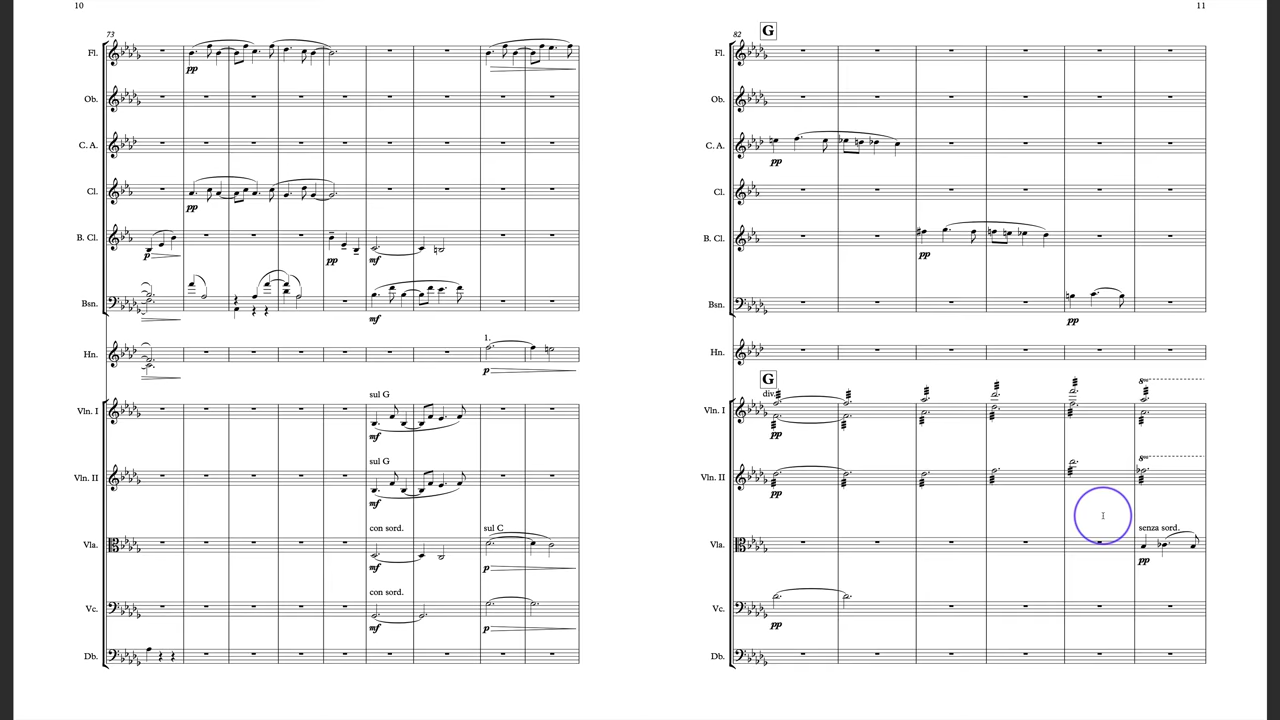 10
73
Fl.
pp
Ob.
C. A.
Cl.
pp
B. Cl.
p
pp
mf
Bsn.
mf
Hn.
1.
p
sul G
Vln. I
mf
sul G
Vln. II
mf
con sord.
sul C
Vla.
mf
p
con sord.
Vc.
mf
p
Db.
11
G
82
Fl.
Ob.
C. A.
pp
Cl.
B. Cl.
pp
Bsn.
pp
Hn.
G
div.
8va
Vln. I
pp
8va
Vln. II
pp
senza sord.
Vla.
pp
Vc.
pp
Db.